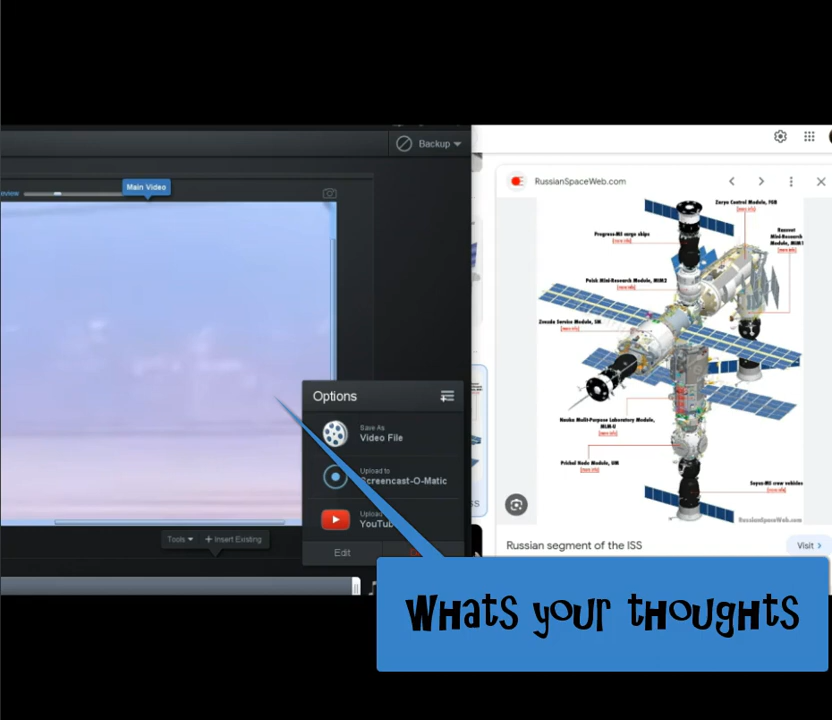 Backup
Main Video
RussianSpaceWeb.com
Zarya Control Module, FGB
Progress-MS cargo ships
Rassvet
Mini-Research
Module, MIM1
Poisk Mini-Research Module, MIM2
Zvezda Service Module, SM
Options
Save As
Video File
Nauka Multi-Purpose Laboratory Module,
MLM-U
Upload to
Screencast-O-Matic
Prichal Node Module, UM
Soyuz-MS crew vehicles
Upload
YouTub
RussianSpaceWeb.com
Tools
Insert Existing
Edit
Russian segment of the ISS
Visit
Whats your thoughts